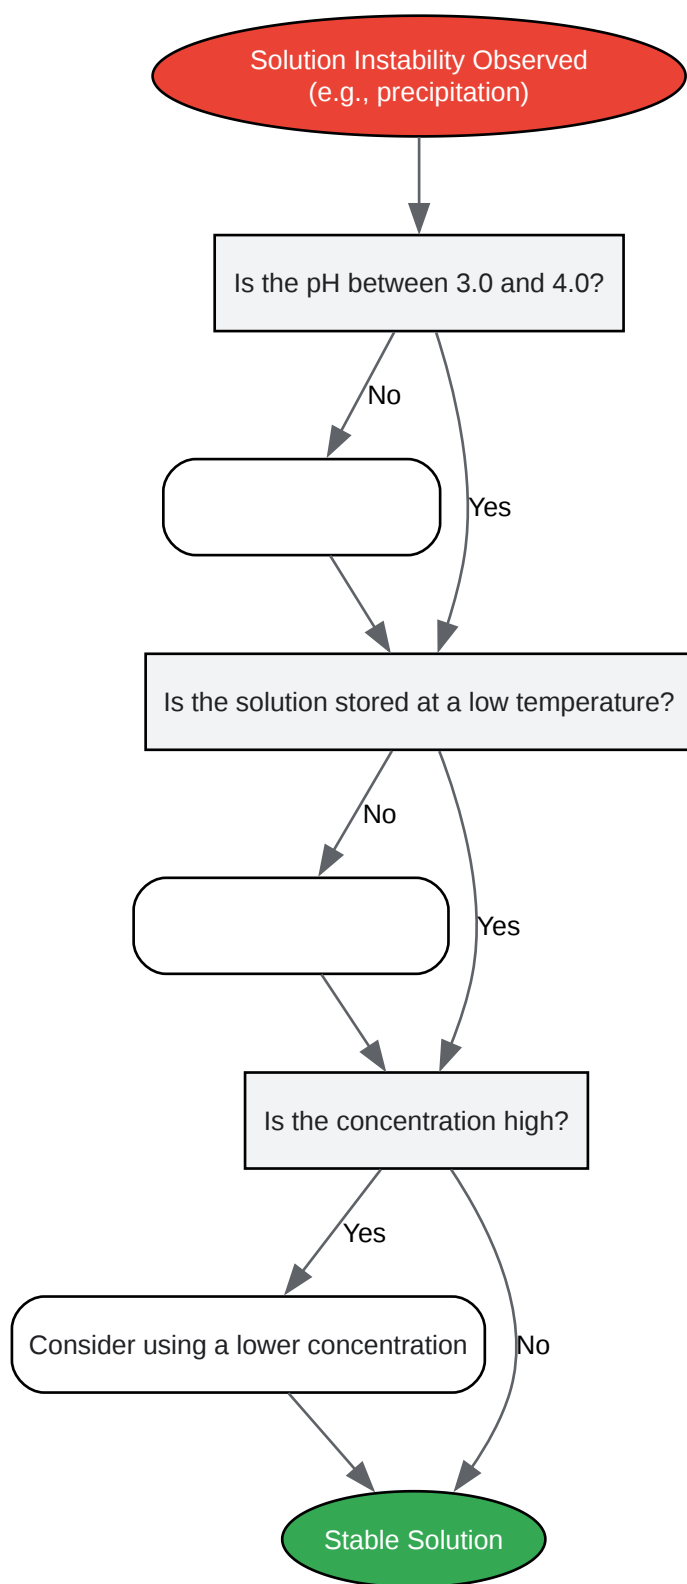 Solution Instability Observed
(e.g., precipitation)
Is the pH between 3.0 and 4.0?
No
Yes
Is the solution stored at a low temperature?
No
Yes
Is the concentration high?
Yes
Consider using a lower concentration
No
Stable Solution